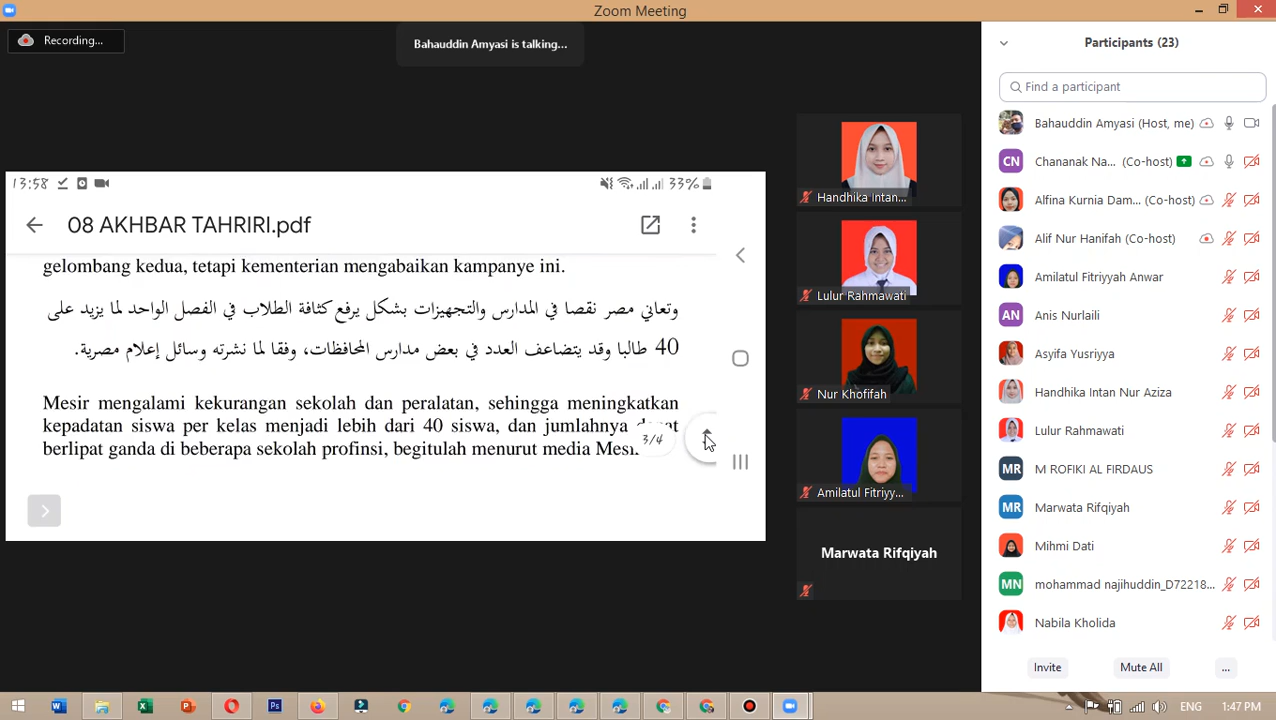 Zoom Meeting
Recording...
Bahauddin Amyasi is talking...
Participants (23)
Find a participant
13:58
33%
08 AKHBAR TAHRIRI.pdf
gelombang kedua, tetapi kementerian mengabaikan kampanye ini.
وتعاني مصر نقصا في المدارس والتجهيزات بشكل يرفع كثافة الطلاب في الفصل الواحد لما يزيد على
40 طالبا وقد يتضاعف العدد في بعض مدارس المحافظات، وفقا لما نشرته وسائل إعلام مصرية.
Mesir mengalami kekurangan sekolah dan peralatan, sehingga meningkatkan
kepadatan siswa per kelas menjadi lebih dari 40 siswa, dan jumlahnya
berlipat ganda di beberapa sekolah profinsi, begitulah menurut media
3/4
Handhika Intan...
Lulur Rahmawati
Nur Khofifah
Amilatul Fitriyy...
Marwata Rifqiyah
Bahauddin Amyasi (Host, me)
CN Chananak Na... (Co-host)
Alfina Kurnia Dam... (Co-host)
Alif Nur Hanifah (Co-host)
Amilatul Fitriyyah Anwar
AN Anis Nurlaili
Asyifa Yusriyya
Handhika Intan Nur Aziza
Lulur Rahmawati
MR M ROFIKI AL FIRDAUS
MR Marwata Rifqiyah
Mihmi Dati
MN mohammad najihuddin_D72218...
Nabila Kholida
Invite
Mute All
...
ENG
1:47 PM